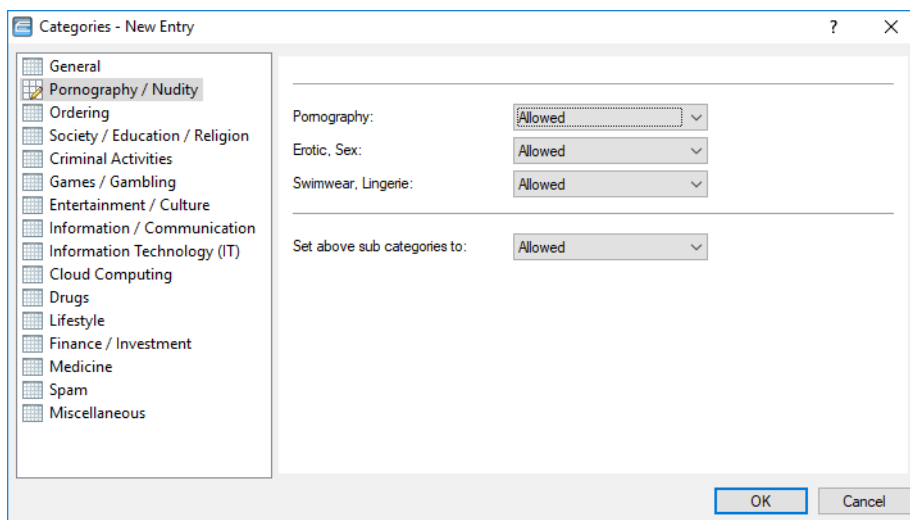 Categories - New Entry
?
General
Pornography / Nudity
Ordering
Society / Education / Religion
Criminal Activities
Games / Gambling
Entertainment / Culture
Information / Communication
Information Technology (IT)
Cloud Computing
Drugs
Lifestyle
Finance / Investment
Medicine
Spam
Miscellaneous
Pornography: Allowed
Erotic, Sex: Allowed
Swimwear, Lingerie: Allowed
Set above sub categories to: Allowed
OK Cancel